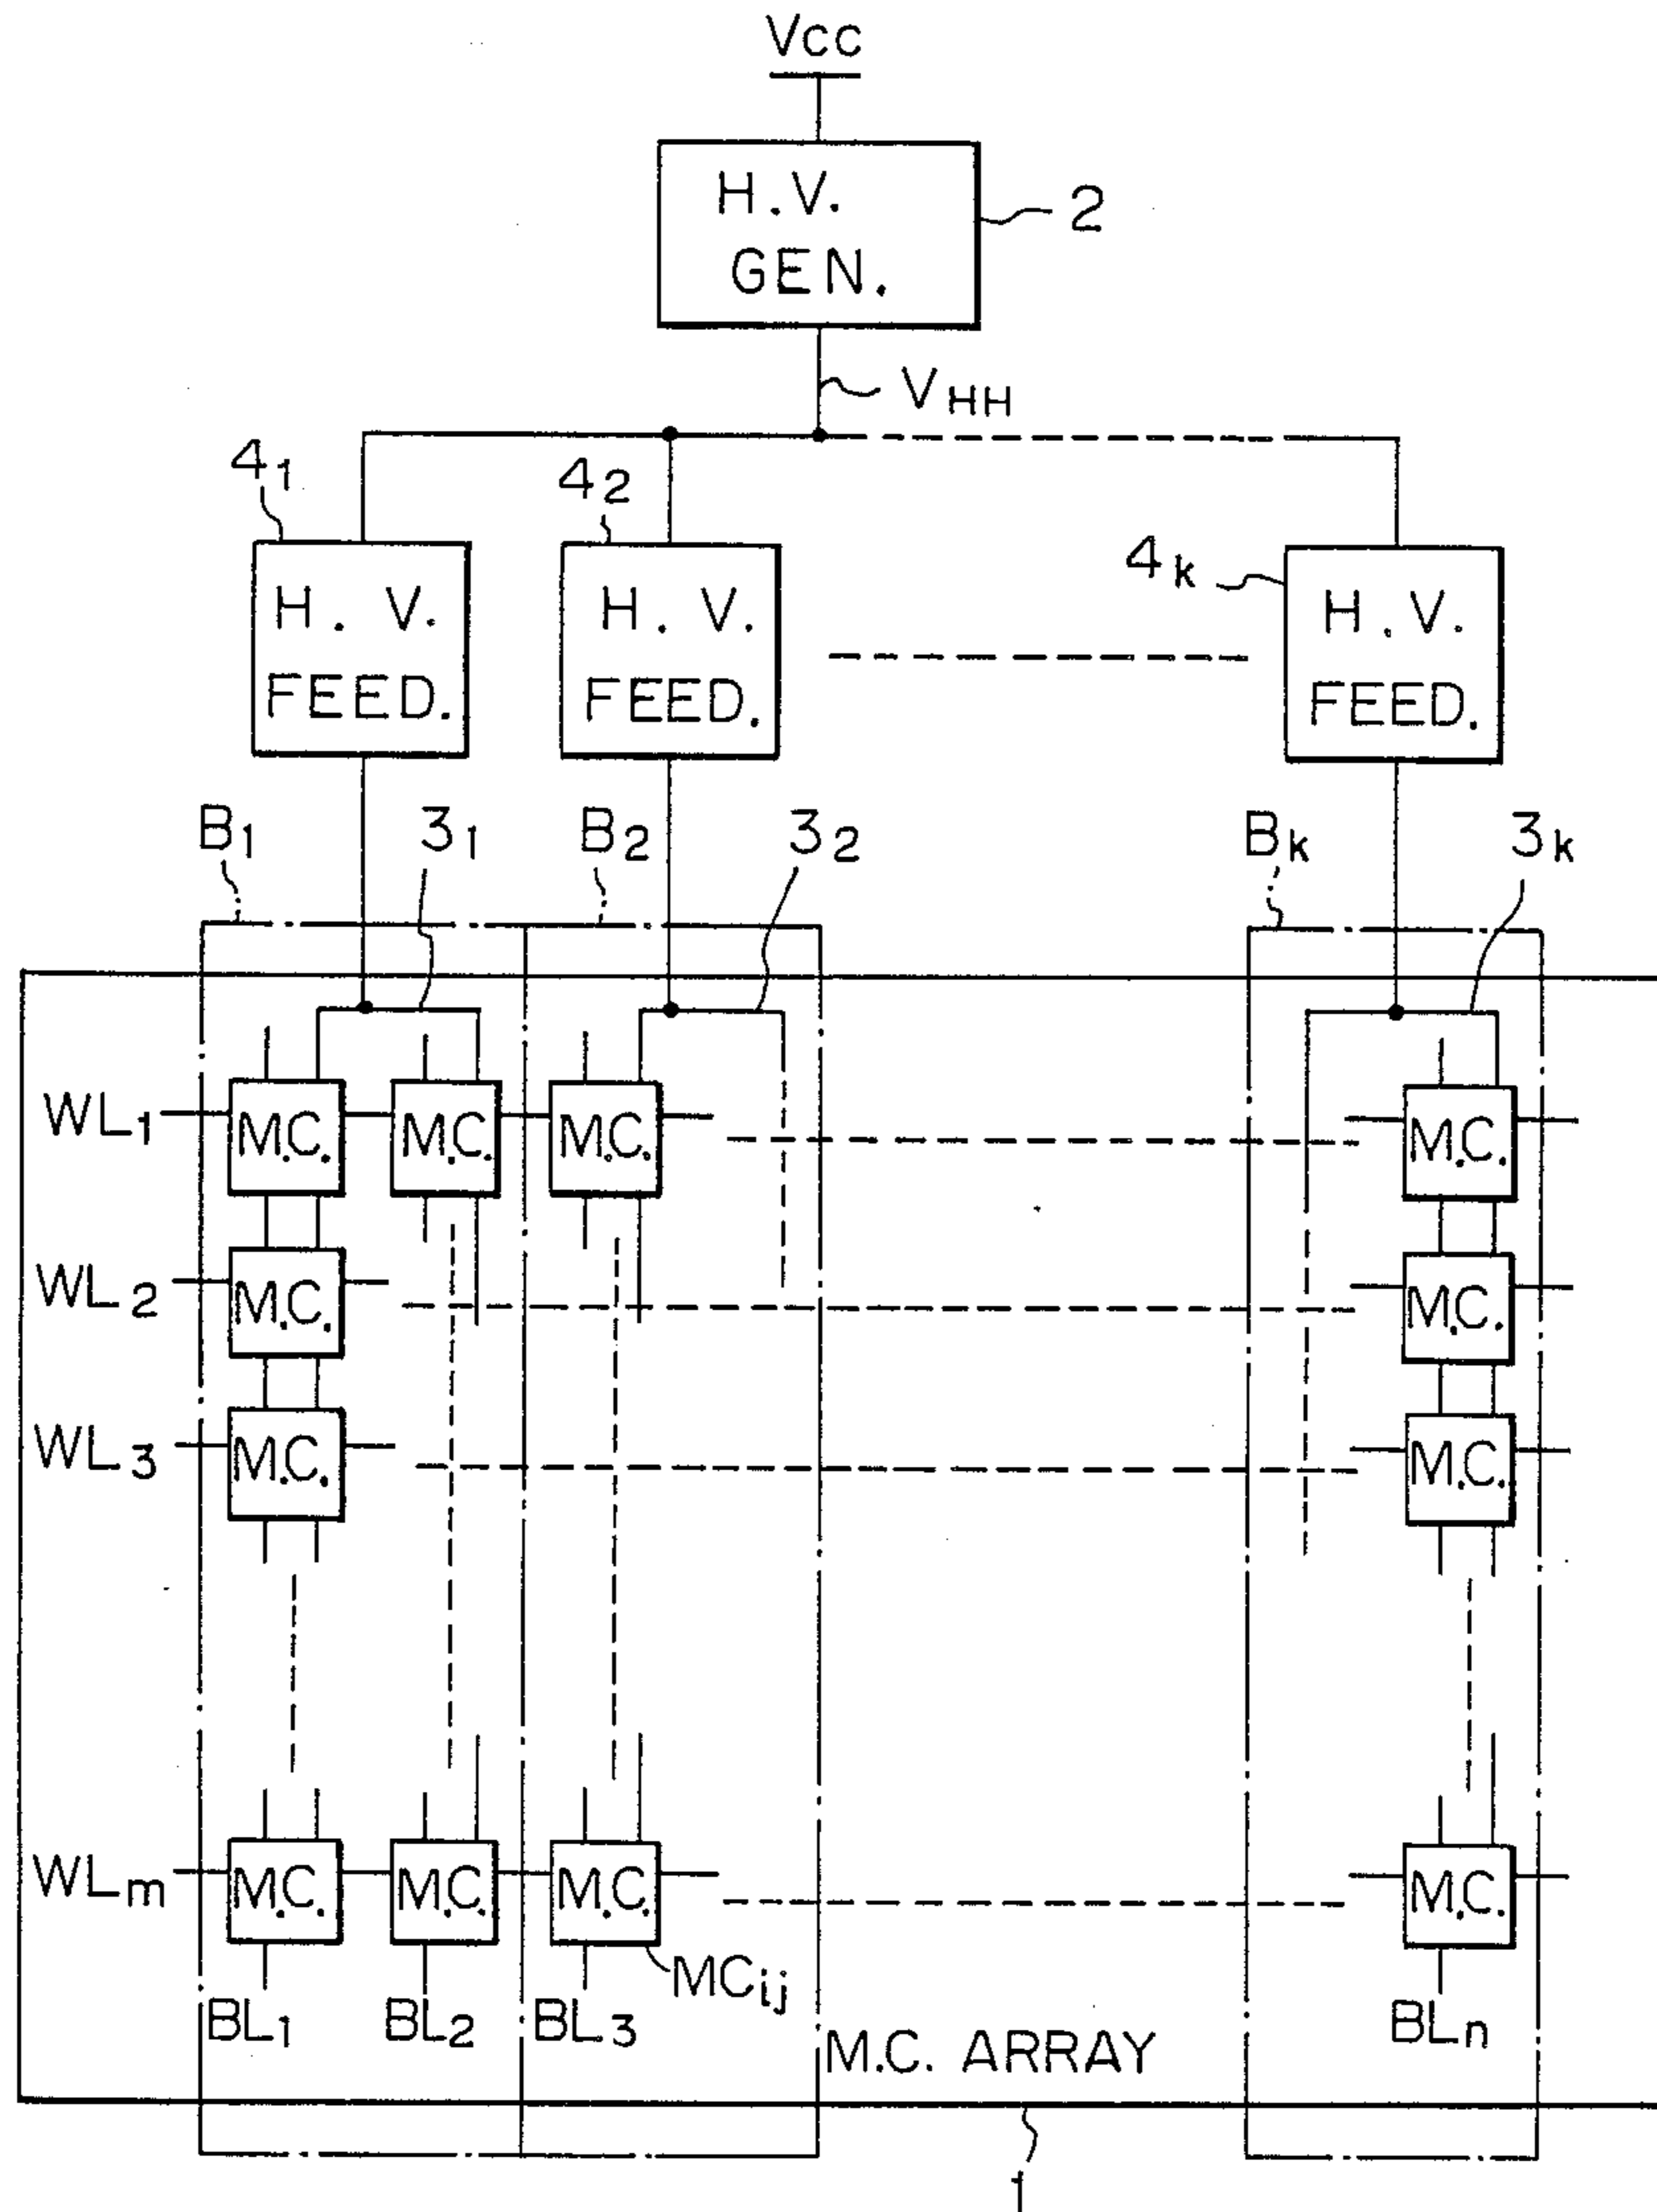 Vcc
H.V.
GEN.
2
VHH
41
42
4k
H. V.
FEED.
H. V.
FEED.
H.V.
FEED.
B1
31
B2
32
Bk
3k
WL1
M.C.
M.C.
M.C.
M.C.
WL2
M.C.
M.C.
WL3
M.C.
M.C.
WLm
M.C.
M.C.
M.C.
M.C.
MCij
BL1
BL2
BL3
BLn
M.C. ARRAY
1